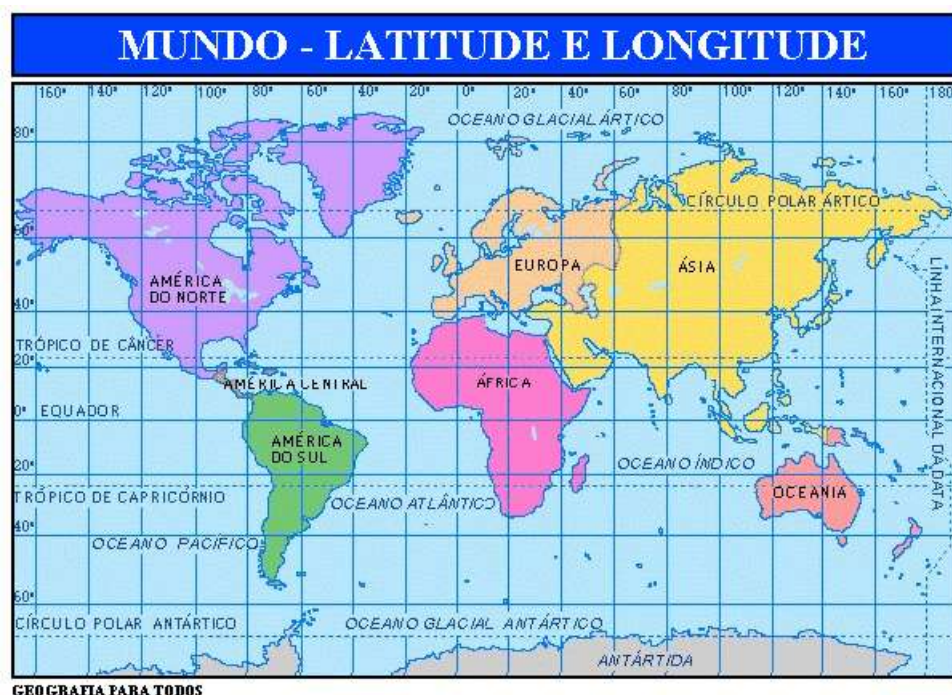 MUNDO - LATITUDE E LONGITUDE
160° 140° 120° 100° 80° 60° 40° 20° 0° 20° 40° 60° 80° 100° 120° 140° 160° 180
OCEANO GLACIAL ÁRTICO
80°
CÍRCULO POLAR ÁRTICO
60°
EUROPA
ÁSIA
AMÉRICA
DO NORTE
LINHA INTERNACIONAL DA DATA
40°
TRÓPICO DE CÂNCER
20°
AMÉRICA CENTRAL
ÁFRICA
0° EQUADOR
AMÉRICA
DO SUL
OCEANO ÍNDICO
20°
TRÓPICO DE CAPRICÓRNIO
OCEANO ATLÂNTICO
OCEANIA
40°
OCEANO PACÍFICO
60°
CÍRCULO POLAR ANTÁRTICO
OCEANO GLACIAL ANTÁRTICO
ANTÁRTIDA
GEOGRAFIA PARA TODOS